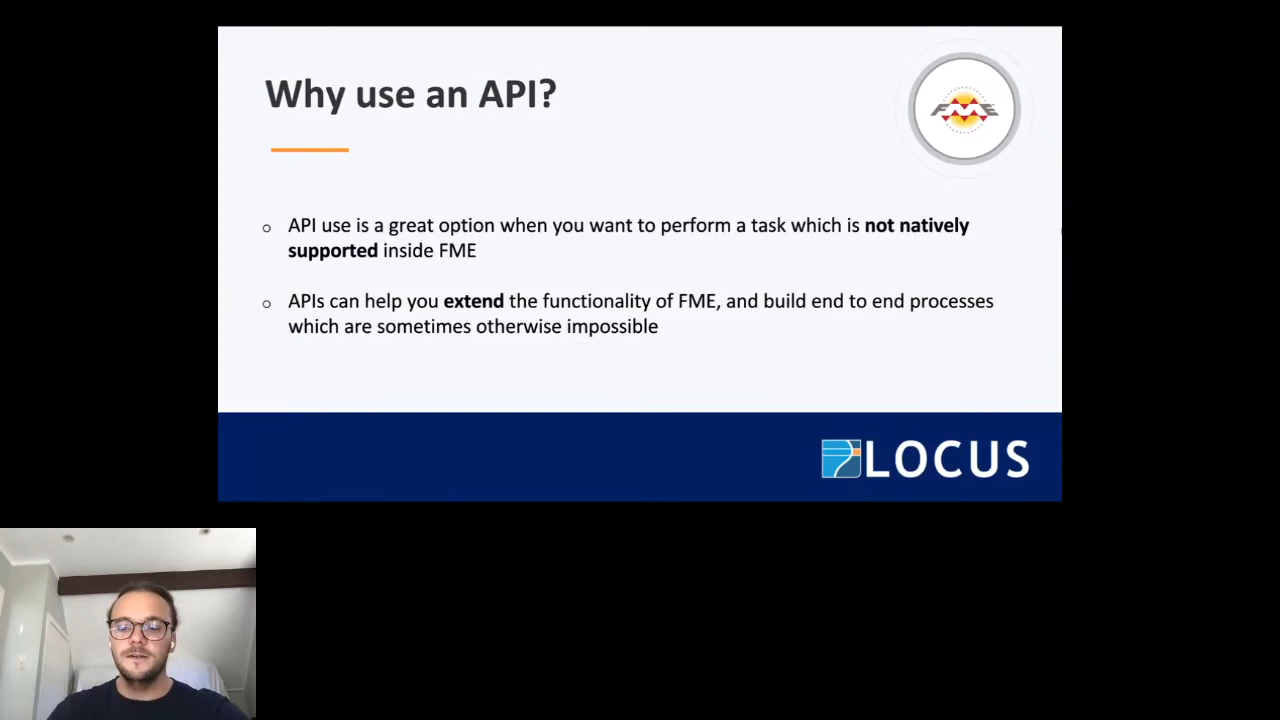 Why use an API?
FME
API use is a great option when you want to perform a task which is not natively
supported inside FME
APIs can help you extend the functionality of FME, and build end to end processes
which are sometimes otherwise impossible
LOCUS